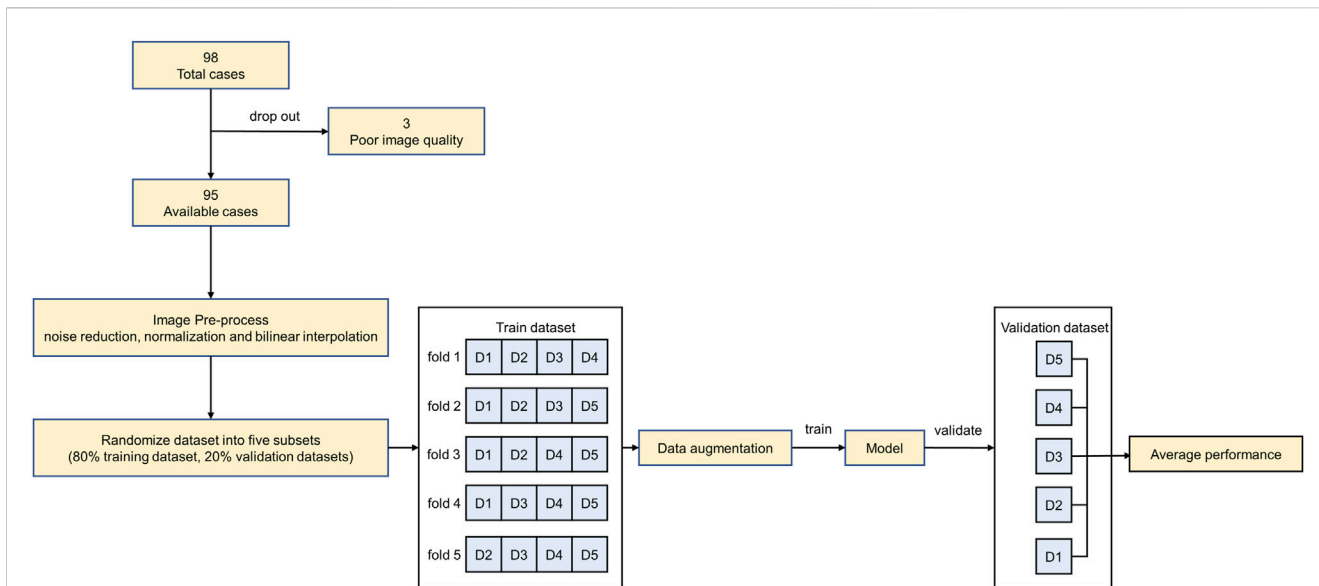 98
Total cases
drop out
3
Poor image quality
95
Available cases
Image Pre-process
noise reduction, normalization and bilinear interpolation
Randomize dataset into five subsets
(80% training dataset, 20% validation datasets)
Train dataset
fold 1 D1 D2 D3 D4
fold 2 D1 D2 D3 D5
fold 3 D1 D2 D4 D5
fold 4 D1 D3 D4 D5
fold 5 D2 D3 D4 D5
Data augmentation
train
Model
validate
Validation dataset
D5
D4
D3
D2
D1
Average performance